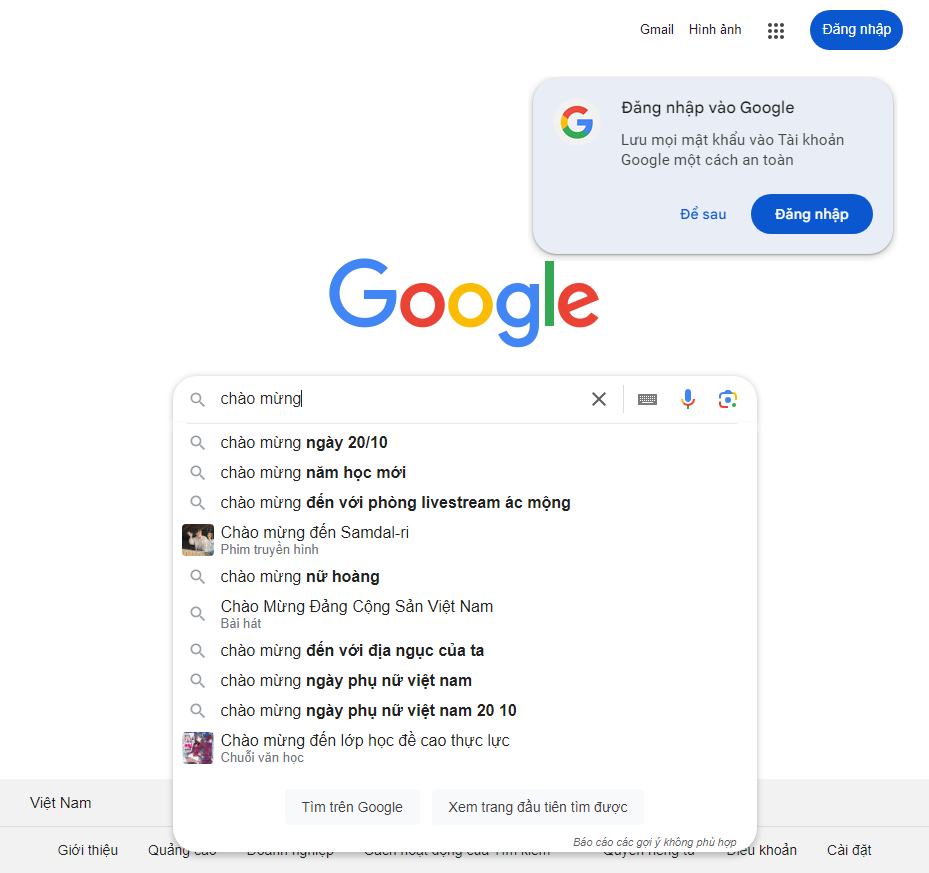 Gmail Hình ảnh
Đăng nhập
Đăng nhập vào Google
Lưu mọi mật khẩu vào Tài khoản
Google một cách an toàn
Để sau
Đăng nhập
Google
chào mừng
chào mừng ngày 20/10
chào mừng năm học mới
chào mừng đến với phòng livestream ác mộng
Chào mừng đến Samdal-ri
Phim truyền hình
chào mừng nữ hoàng
Chào Mừng Đảng Cộng Sản Việt Nam
Bài hát
chào mừng đến với địa ngục của ta
chào mừng ngày phụ nữ việt nam
chào mừng ngày phụ nữ việt nam 20 10
Chào mừng đến lớp học đề cao thực lực
Chuỗi văn học
Tìm trên Google
Xem trang đầu tiên tìm được
Báo cáo các gợi ý không phù hợp
Việt Nam
Giới thiệu
Quảng cáo
Doanh nghiệp
Cách hoạt động của Tìm kiếm
Quyền riêng tư
Điều khoản
Cài đặt